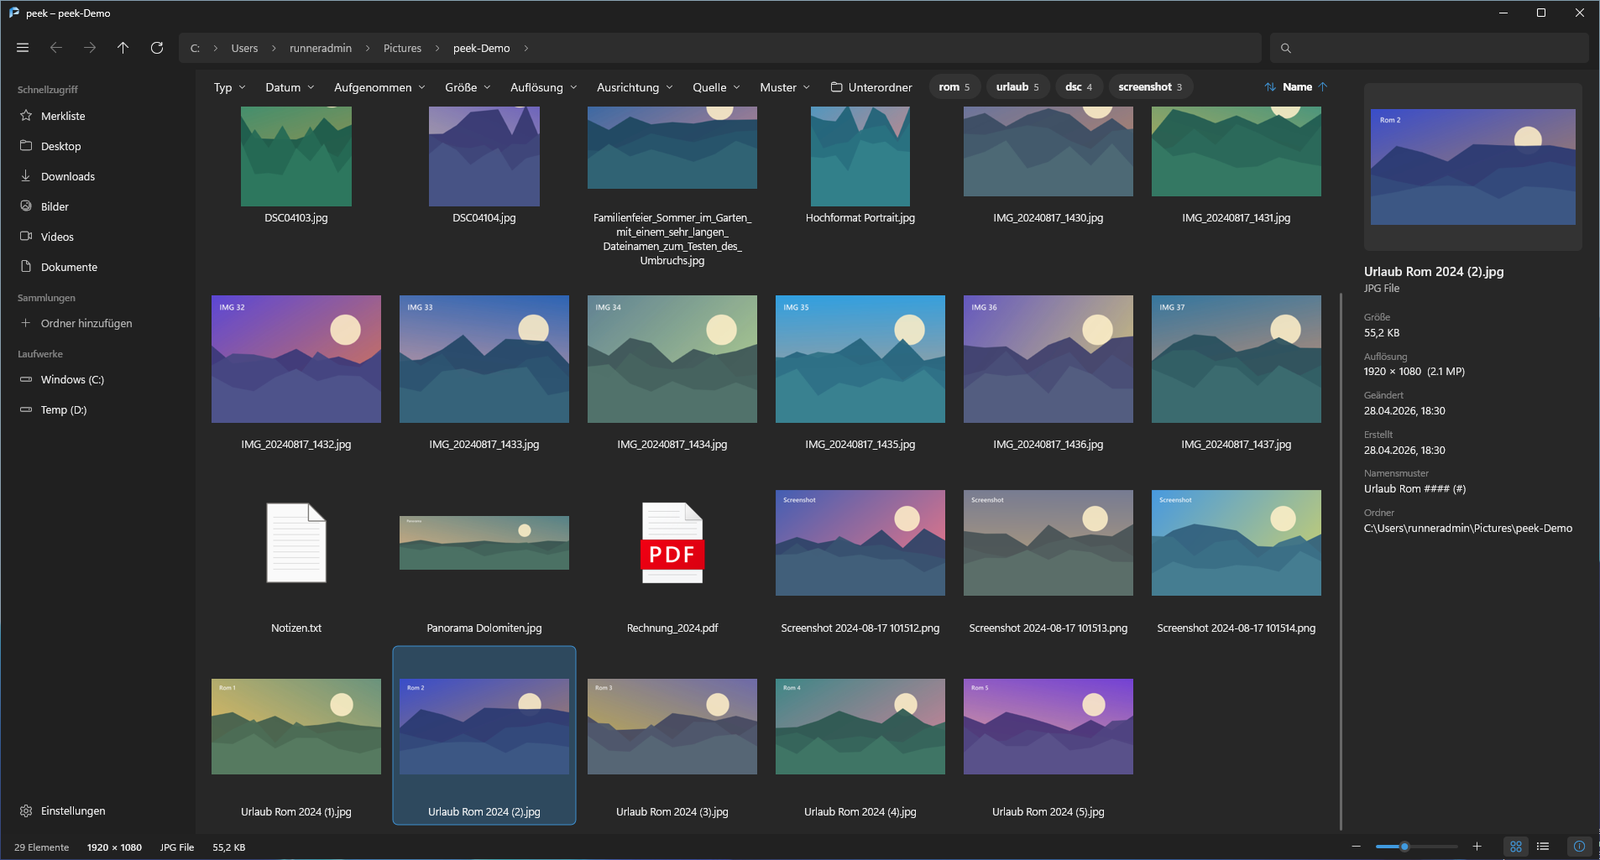 peek – peek-Demo
C: > Users > runneradmin > Pictures > peek-Demo >
Schnellzugriff
Merkliste
Desktop
Downloads
Bilder
Videos
Dokumente
Sammlungen
Ordner hinzufügen
Laufwerke
Windows (C:)
Temp (D:)
Einstellungen
Typ Datum Aufgenommen Größe Auflösung Ausrichtung Quelle Muster Unterordner rom 5 urlaub 5 dsc 4 screenshot 3 Name
DSC04103.jpg
DSC04104.jpg
Familienfeier_Sommer_im_Garten_
mit_einem_sehr_langen_
Dateinamen_zum_Testen_des_
Umbruchs.jpg
Hochformat Portrait.jpg
IMG_20240817_1430.jpg
IMG_20240817_1431.jpg
IMG 32
IMG 33
IMG 34
IMG 35
IMG 36
IMG 37
IMG_20240817_1432.jpg
IMG_20240817_1433.jpg
IMG_20240817_1434.jpg
IMG_20240817_1435.jpg
IMG_20240817_1436.jpg
IMG_20240817_1437.jpg
PDF
Screenshot
Screenshot
Screenshot
Notizen.txt
Panorama Dolomiten.jpg
Rechnung_2024.pdf
Screenshot 2024-08-17 101512.png
Screenshot 2024-08-17 101513.png
Screenshot 2024-08-17 101514.png
Rom 1
Rom 2
Rom 3
Rom 4
Rom 5
Urlaub Rom 2024 (1).jpg
Urlaub Rom 2024 (2).jpg
Urlaub Rom 2024 (3).jpg
Urlaub Rom 2024 (4).jpg
Urlaub Rom 2024 (5).jpg
Rom 2
Urlaub Rom 2024 (2).jpg
JPG File
Größe
55,2 KB
Auflösung
1920 × 1080 (2.1 MP)
Geändert
28.04.2026, 18:30
Erstellt
28.04.2026, 18:30
Namensmuster
Urlaub Rom #### (#)
Ordner
C:\Users\runneradmin\Pictures\peek-Demo
29 Elemente 1920 × 1080 JPG File 55,2 KB